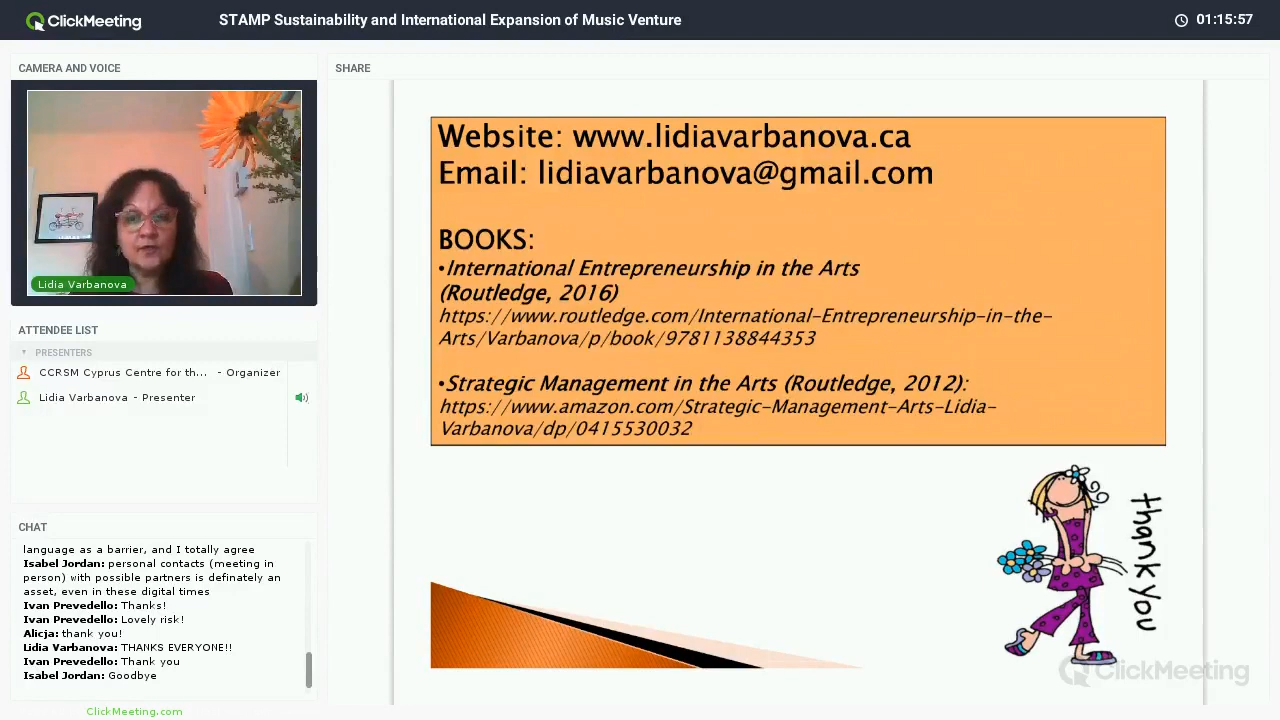 ClickMeeting
STAMP Sustainability and International Expansion of Music Venture
01:15:57
CAMERA AND VOICE
Lidia Varbanova
ATTENDEE LIST
PRESENTERS
CCRSM Cyprus Centre for th... - Organizer
Lidia Varbanova - Presenter
CHAT
language as a barrier, and I totally agree
Isabel Jordan: personal contacts (meeting in
person) with possible partners is definately an
asset, even in these digital times
Ivan Prevedello: Thanks!
Ivan Prevedello: Lovely risk!
Alicja: thank you!
Lidia Varbanova: THANKS EVERYONE!!
Ivan Prevedello: Thank you
Isabel Jordan: Goodbye
ClickMeeting.com
SHARE
Website: www.lidiavarbanova.ca
Email: lidiavarbanova@gmail.com
BOOKS:
•International Entrepreneurship in the Arts
(Routledge, 2016)
https://www.routledge.com/International-Entrepreneurship-in-the-
Arts/Varbanova/p/book/9781138844353
•Strategic Management in the Arts (Routledge, 2012):
https://www.amazon.com/Strategic-Management-Arts-Lidia-
Varbanova/dp/0415530032
thank you
ClickMeeting